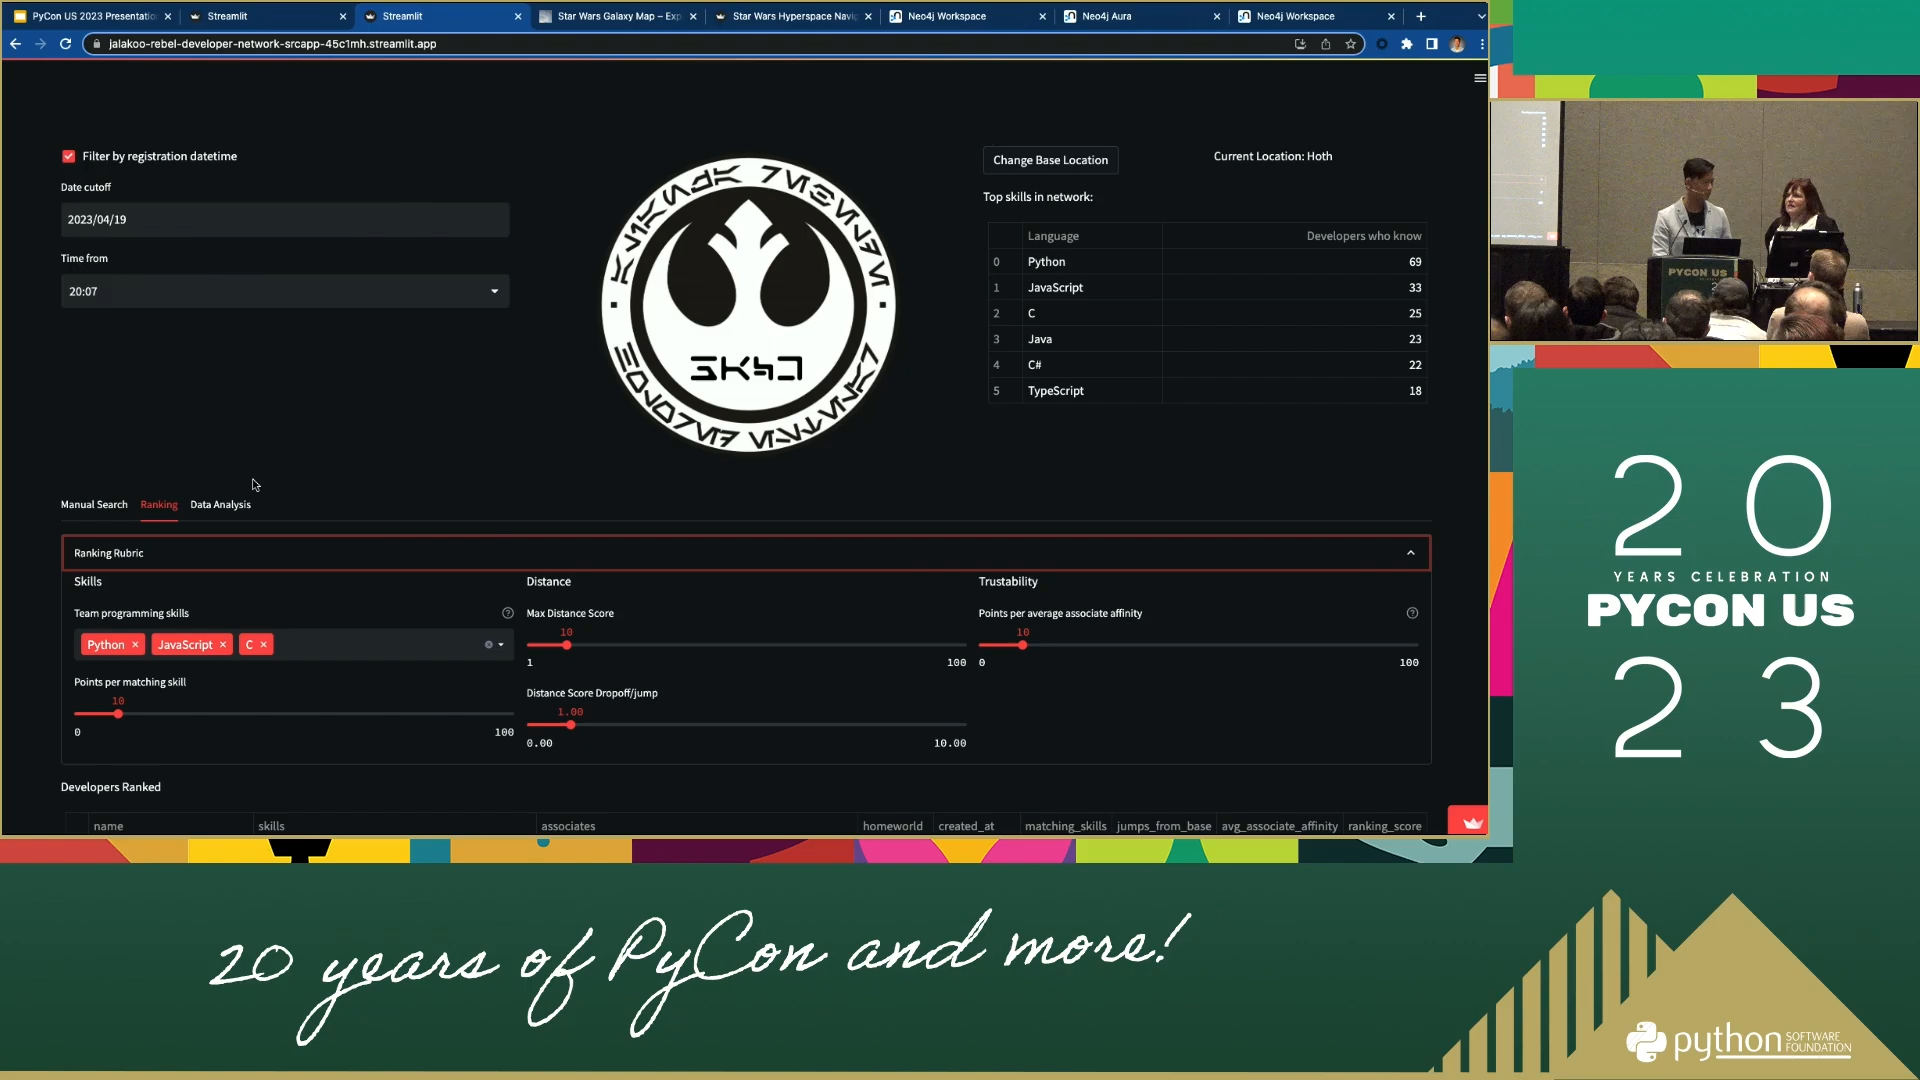 PyCon US 2023 Presentatio
Streamlit
Streamlit
Star Wars Galaxy Map – Exp
Star Wars Hyperspace Navig
Neo4j Workspace
Neo4j Aura
Neo4j Workspace
jalakoo-rebel-developer-network-srcapp-45c1mh.streamlit.app
Filter by registration datetime
Date cutoff
2023/04/19
Time from
20:07
Change Base Location
Current Location: Hoth
Top skills in network:
Language Developers who know
0 Python 69
1 JavaScript 33
2 C 25
3 Java 23
4 C# 22
5 TypeScript 18
Manual Search Ranking Data Analysis
Ranking Rubric
Skills
Team programming skills
Python JavaScript C
Points per matching skill
10
0 100
Distance
Max Distance Score
10
1 100
Distance Score Dropoff/jump
1.00
0.00 10.00
Trustability
Points per average associate affinity
10
0 100
Developers Ranked
name skills associates homeworld created_at matching_skills jumps_from_base avg_associate_affinity ranking_score
PYCON US
20
YEARS CELEBRATION
PYCON US
23
20 years of PyCon and more!
python SOFTWARE
FOUNDATION